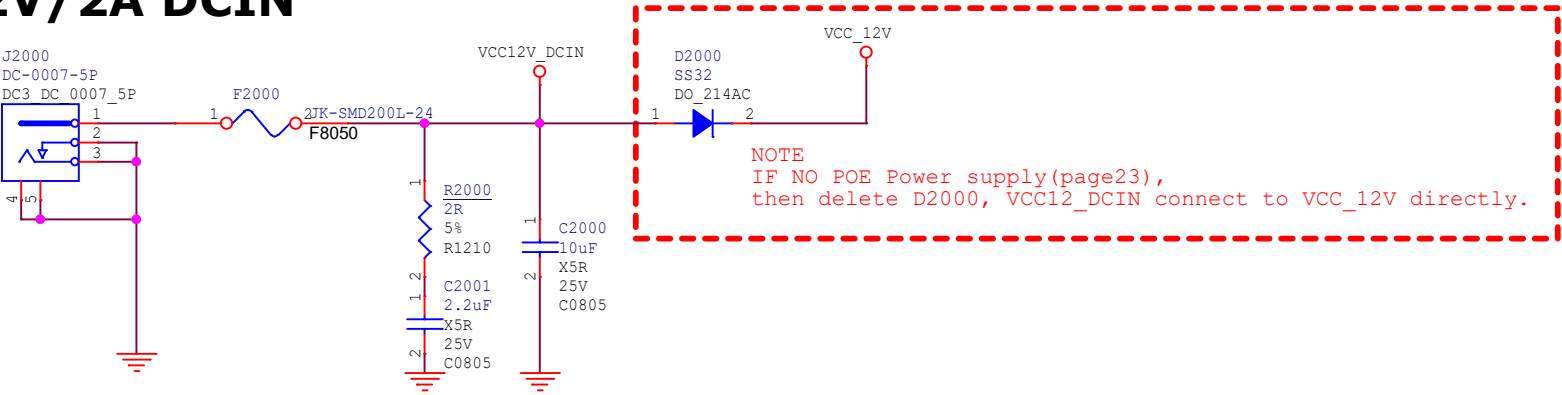 2V/2A DCIN
J2000
DC-0007-5P
DC3_DC_0007_5P
1
2
3
4
5
F2000
1
2
JK-SMD200L-24
F8050
VCC12V_DCIN
1
R2000
2R
5%
R1210
2
1
C2001
2.2uF
X5R
25V
C0805
2
1
C2000
10uF
X5R
25V
C0805
2
D2000
SS32
DO_214AC
1
2
VCC_12V
NOTE
IF NO POE Power supply(page23),
then delete D2000, VCC12_DCIN connect to VCC_12V directly.